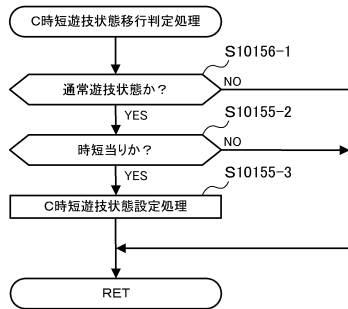 C時短遊技状態移行判定処理
S10156-1
通常遊技状態か?
NO
YES
S10155-2
時短当りか?
NO
YES
S10155-3
C時短遊技状態設定処理
RET